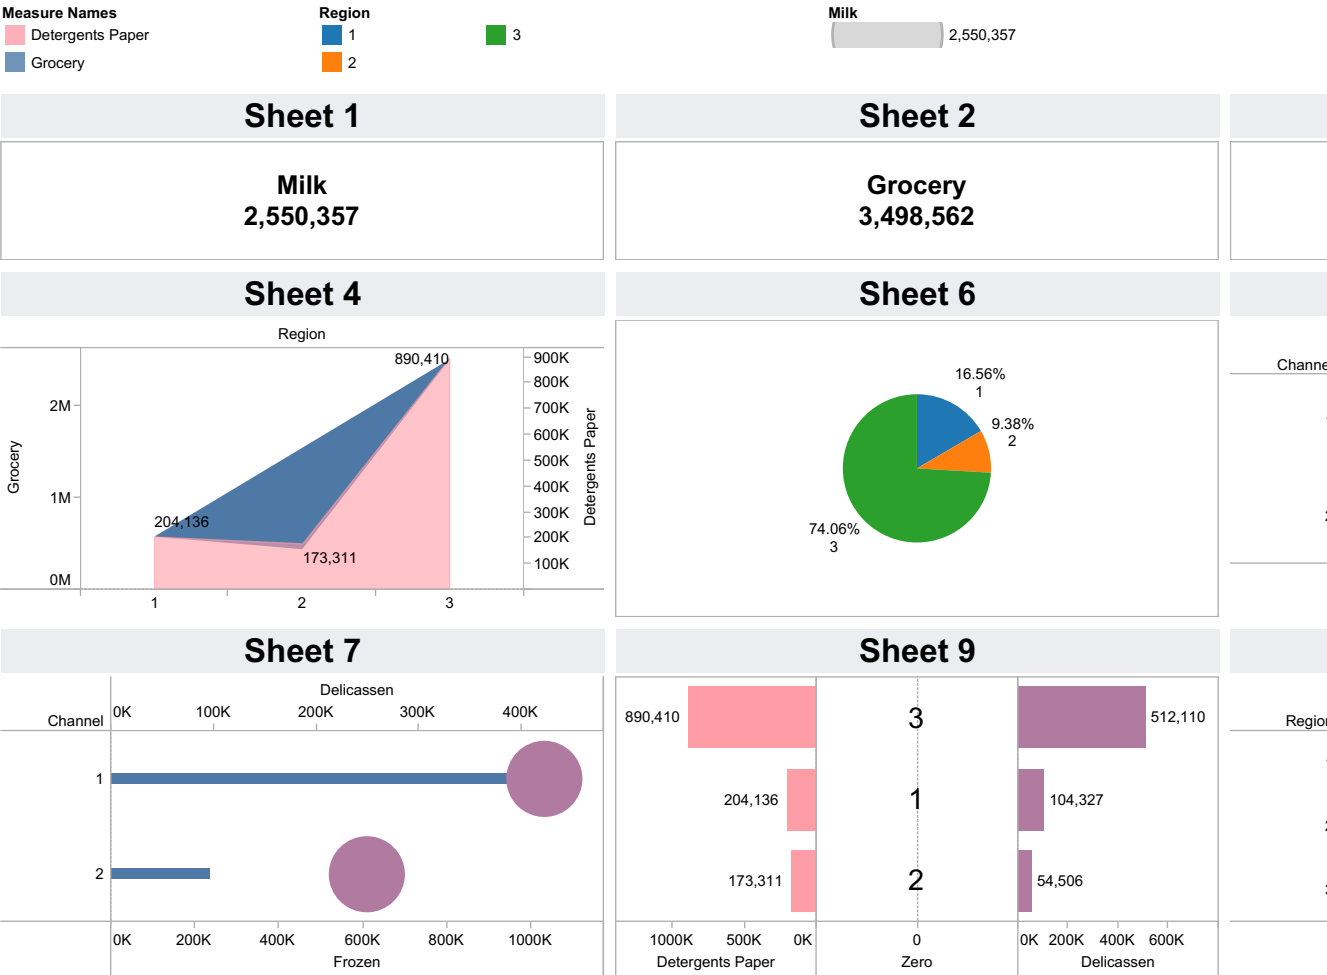 Measure Names
Detergents Paper
Grocery
Region
1
2
3
Milk
2,550,357
Sheet 1
Milk
2,550,357
Sheet 2
Grocery
3,498,562
Sheet 4
Region
890,410
204,136
173,311
2M
1M
0M
Grocery
900K
800K
700K
600K
500K
400K
300K
200K
100K
Detergents Paper
1 2 3
Sheet 6
16.56%
1
9.38%
2
74.06%
3
Channe
Sheet 7
Delicassen
Channel 0K 100K 200K 300K 400K
1
2
0K 200K 400K 600K 800K 1000K
Frozen
Sheet 9
890,410 3 512,110
204,136 1 104,327
173,311 2 54,506
1000K 500K 0K 0 0K 200K 400K 600K
Detergents Paper Zero Delicassen
Region